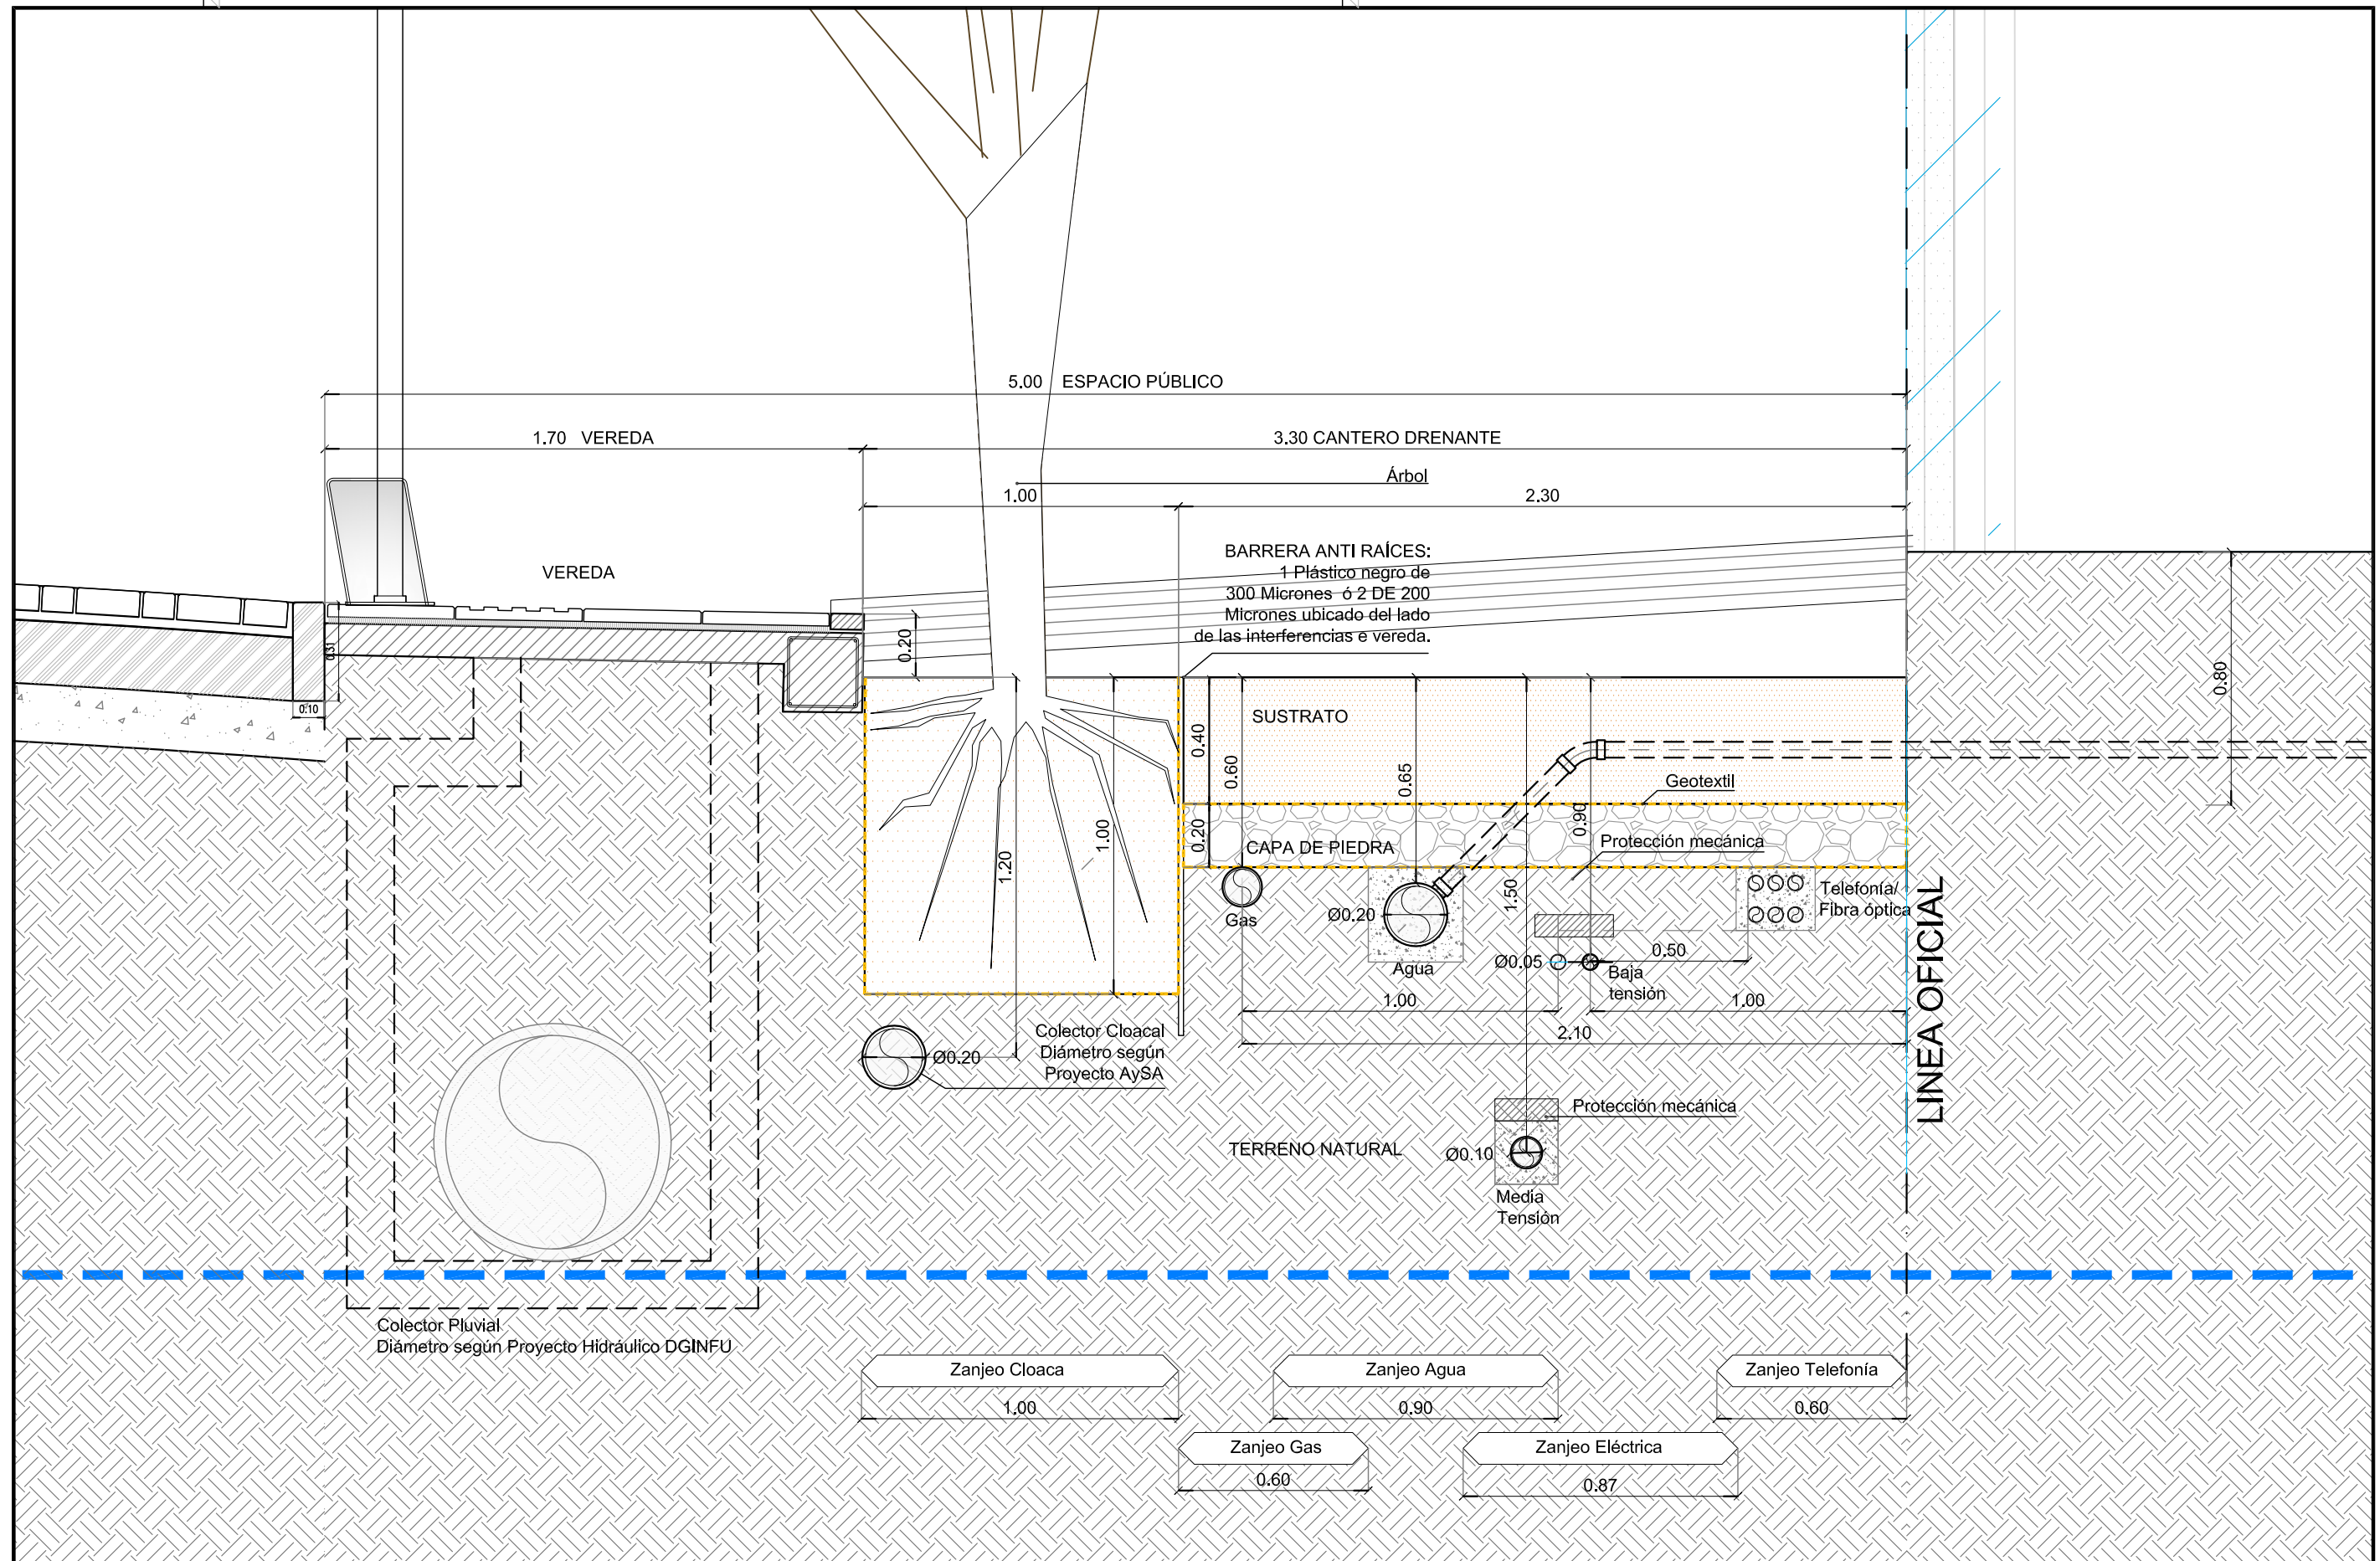 5.00 ESPACIO PÚBLICO
1.70 VEREDA
3.30 CANTERO DRENANTE
Árbol
1.00
2.30
BARRERA ANTI RAÍCES:
1 Plástico negro de
300 Micrones ó 2 DE 200
Micrones ubicado del lado
de las interferencias e vereda.
VEREDA
0.20
0.31
0.10
0.80
SUSTRATO
0.40
0.60
0.65
Geotextil
0.90
0.20
CAPA DE PIEDRA
Protección mecánica
1.00
1.20
1.50
Gas
Ø0.20
Agua
Telefonía/
Fibra óptica
Ø0.05
0.50
Baja
tensión
1.00
1.00
2.10
LINEA OFICIAL
Colector Cloacal
Diámetro según
Proyecto AySA
Ø0.20
Protección mecánica
TERRENO NATURAL
Ø0.10
Media
Tensión
Colector Pluvial
Diámetro según Proyecto Hidráulico DGINFU
Zanjeo Cloaca
1.00
Zanjeo Agua
0.90
Zanjeo Telefonía
0.60
Zanjeo Gas
0.60
Zanjeo Eléctrica
0.87